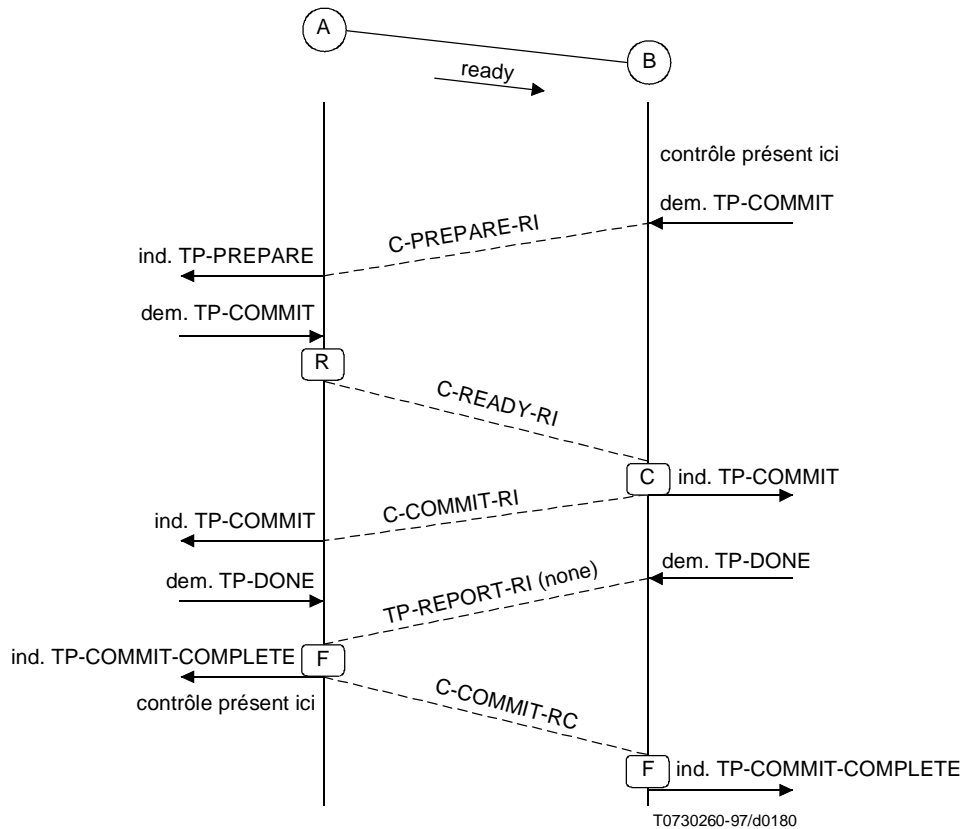 A
B
ready
contrôle présent ici
dem. TP-COMMIT
C-PREPARE-RI
ind. TP-PREPARE
dem. TP-COMMIT
R
C-READY-RI
C
ind. TP-COMMIT
C-COMMIT-RI
ind. TP-COMMIT
dem. TP-DONE
dem. TP-DONE
TP-REPORT-RI (none)
ind. TP-COMMIT-COMPLETE
F
contrôle présent ici
C-COMMIT-RC
F
ind. TP-COMMIT-COMPLETE
T0730260-97/d0180